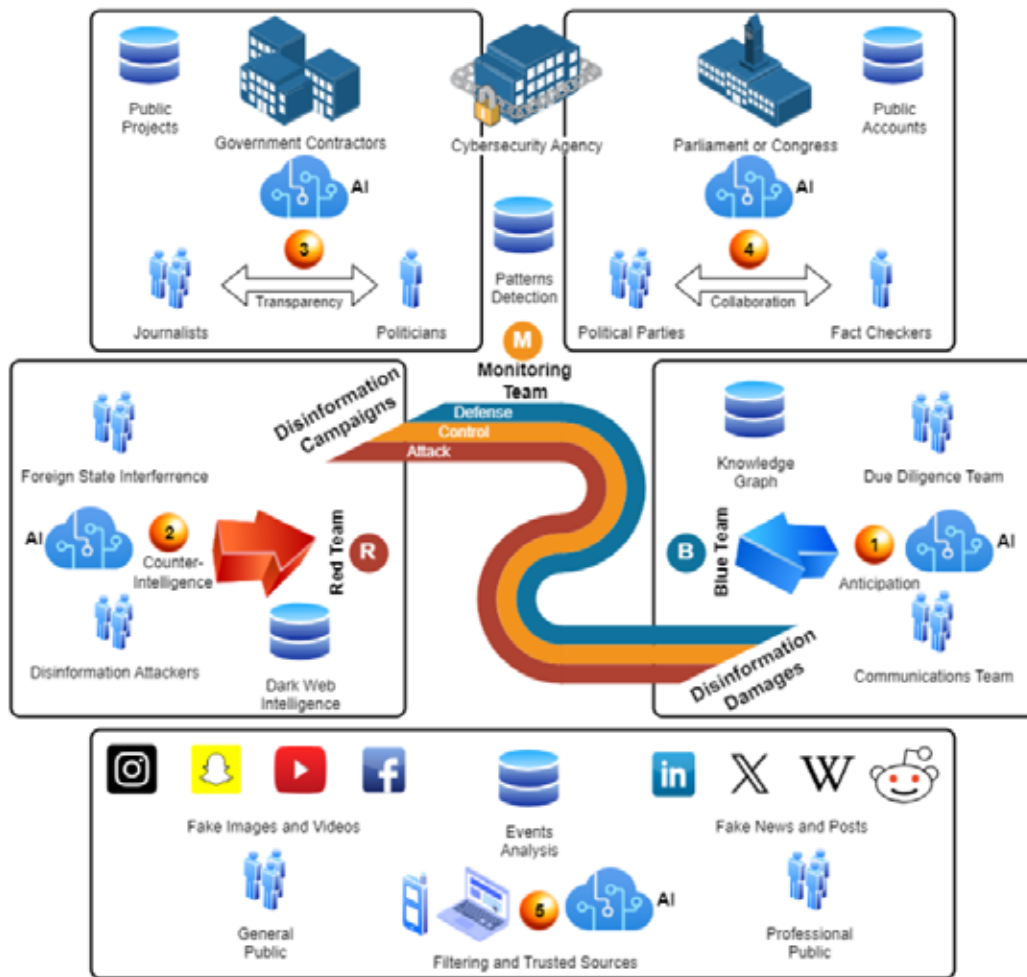 Public
Projects
Government Contractors
Cybersecurity Agency
Parliament or Congress
Public
Accounts
AI
AI
3
4
Transparency
Patterns
Detection
Collaboration
Journalists
Politicians
Political Parties
Fact Checkers
M
Monitoring
Team
Disinformation
Campaigns
Defense
Control
Attack
Foreign State Interferrence
Knowledge
Graph
Due Diligence Team
AI
2
Counter-
Intelligence
Red Team
R
B
Blue Team
1
Anticipation
AI
Disinformation Attackers
Dark Web
Intelligence
Disinformation
Damages
Communications Team
f
in
X
W
Fake Images and Videos
Events
Analysis
Fake News and Posts
General
Public
5
AI
Filtering and Trusted Sources
Professional
Public